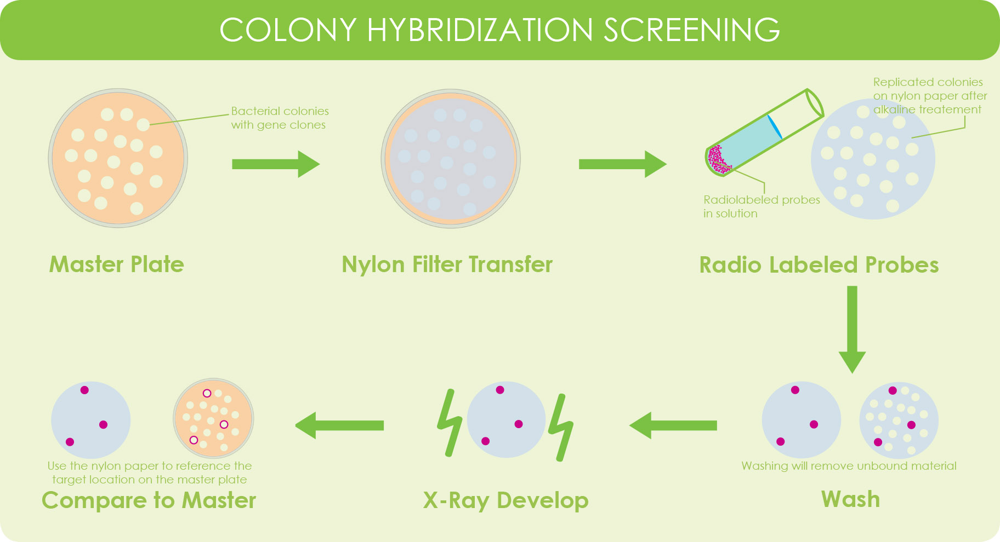 COLONY HYBRIDIZATION SCREENING
Bacterial colonies
with gene clones
Replicated colonies
on nylon paper after
alkaline treatement
Radiolabeled probes
in solution
Master Plate
Nylon Filter Transfer
Radio Labeled Probes
Use the nylon paper to reference the
target location on the master plate
Compare to Master
X-Ray Develop
Washing will remove unbound material
Wash